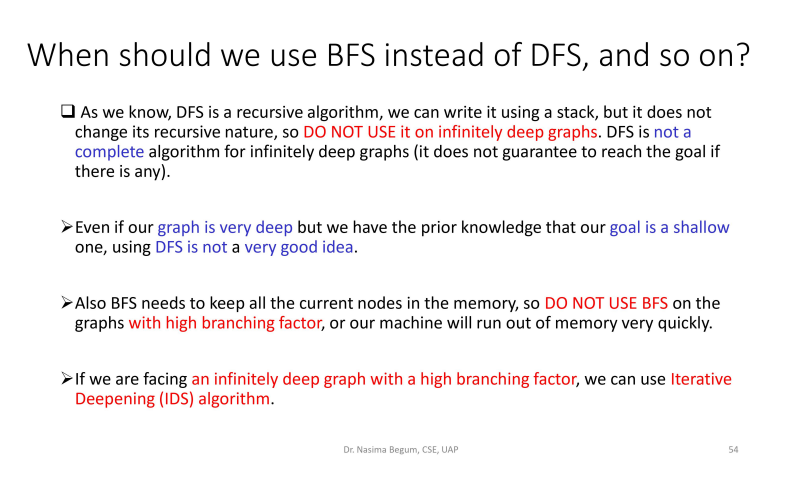 When should we use BFS instead of DFS, and so on?
❑ As we know, DFS is a recursive algorithm, we can write it using a stack, but it does not
change its recursive nature, so DO NOT USE it on infinitely deep graphs. DFS is not a
complete algorithm for infinitely deep graphs (it does not guarantee to reach the goal if
there is any).
➢Even if our graph is very deep but we have the prior knowledge that our goal is a shallow
one, using DFS is not a very good idea.
➢Also BFS needs to keep all the current nodes in the memory, so DO NOT USE BFS on the
graphs with high branching factor, or our machine will run out of memory very quickly.
➢If we are facing an infinitely deep graph with a high branching factor, we can use Iterative
Deepening (IDS) algorithm.
Dr. Nasima Begum, CSE, UAP 54